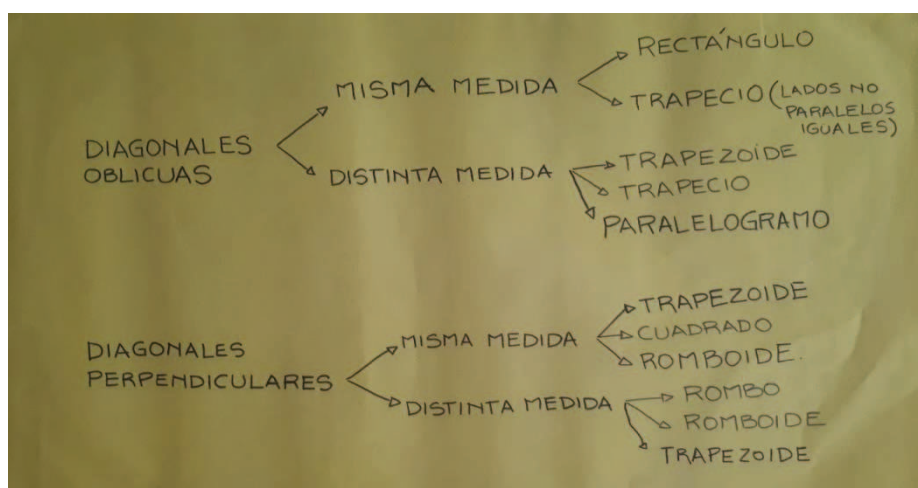 DIAGONALES
OBLICUAS
MISMA MEDIDA
RECTÁNGULO
TRAPECIO (LADOS NO
PARALELOS
IGUALES)
DISTINTA MEDIDA
TRAPEZOÍDE
TRAPECIO
PARALELOGRAMO
DIAGONALES
PERPENDICULARES
MISMA MEDIDA
TRAPEZOIDE
CUADRADO
ROMBOIDE.
DISTINTA MEDIDA
ROMBO
ROMBOIDE
TRAPEZOIDE